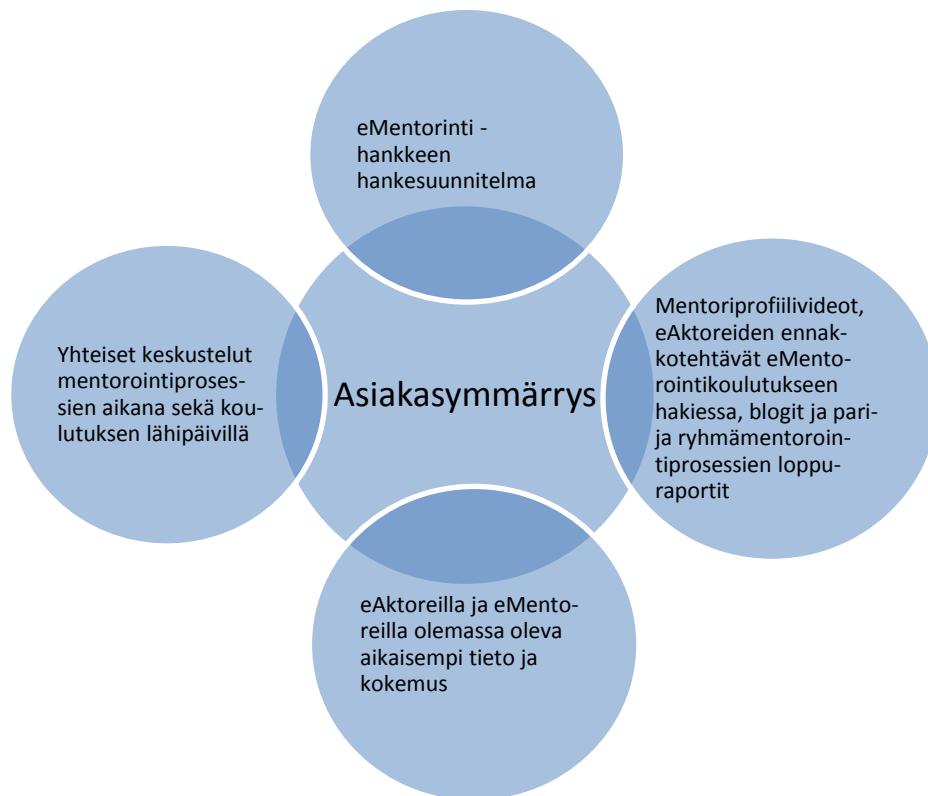 eMentorinti -
hankkeen
hankesuunnitelma
Yhteiset keskustelut
mentorointiproses-
sien aikana sekä kou-
lutuksen lähipäivillä
Asiakasymmärrys
Mentoriprofiilivideot,
eAktoreiden ennak-
kotehtävät eMento-
rointikoulutukseen
hakiessa, blogit ja pari-
ja ryhmämentoroin-
tiprosessien loppu-
raportit
eAktoreilla ja eMento-
reilla olemassa oleva
aikaisempi tieto ja
kokemus